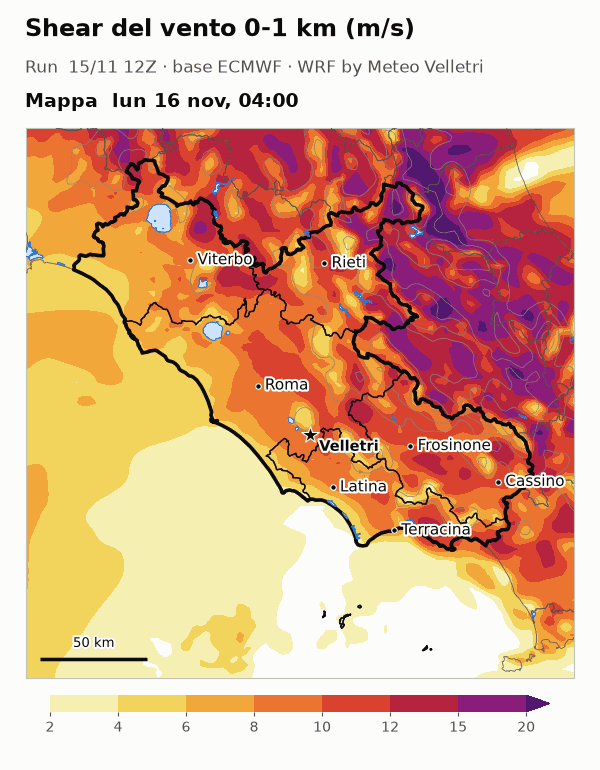 Shear del vento 0-1 km (m/s)
Run  15/11 12Z · base ECMWF · WRF by Meteo Velletri
Mappa  lun 16 nov, 04:00
Viterbo
Rieti
Roma
Velletri
Frosinone
Latina
Cassino
Terracina
50 km
2 4 6 8 10 12 15 20